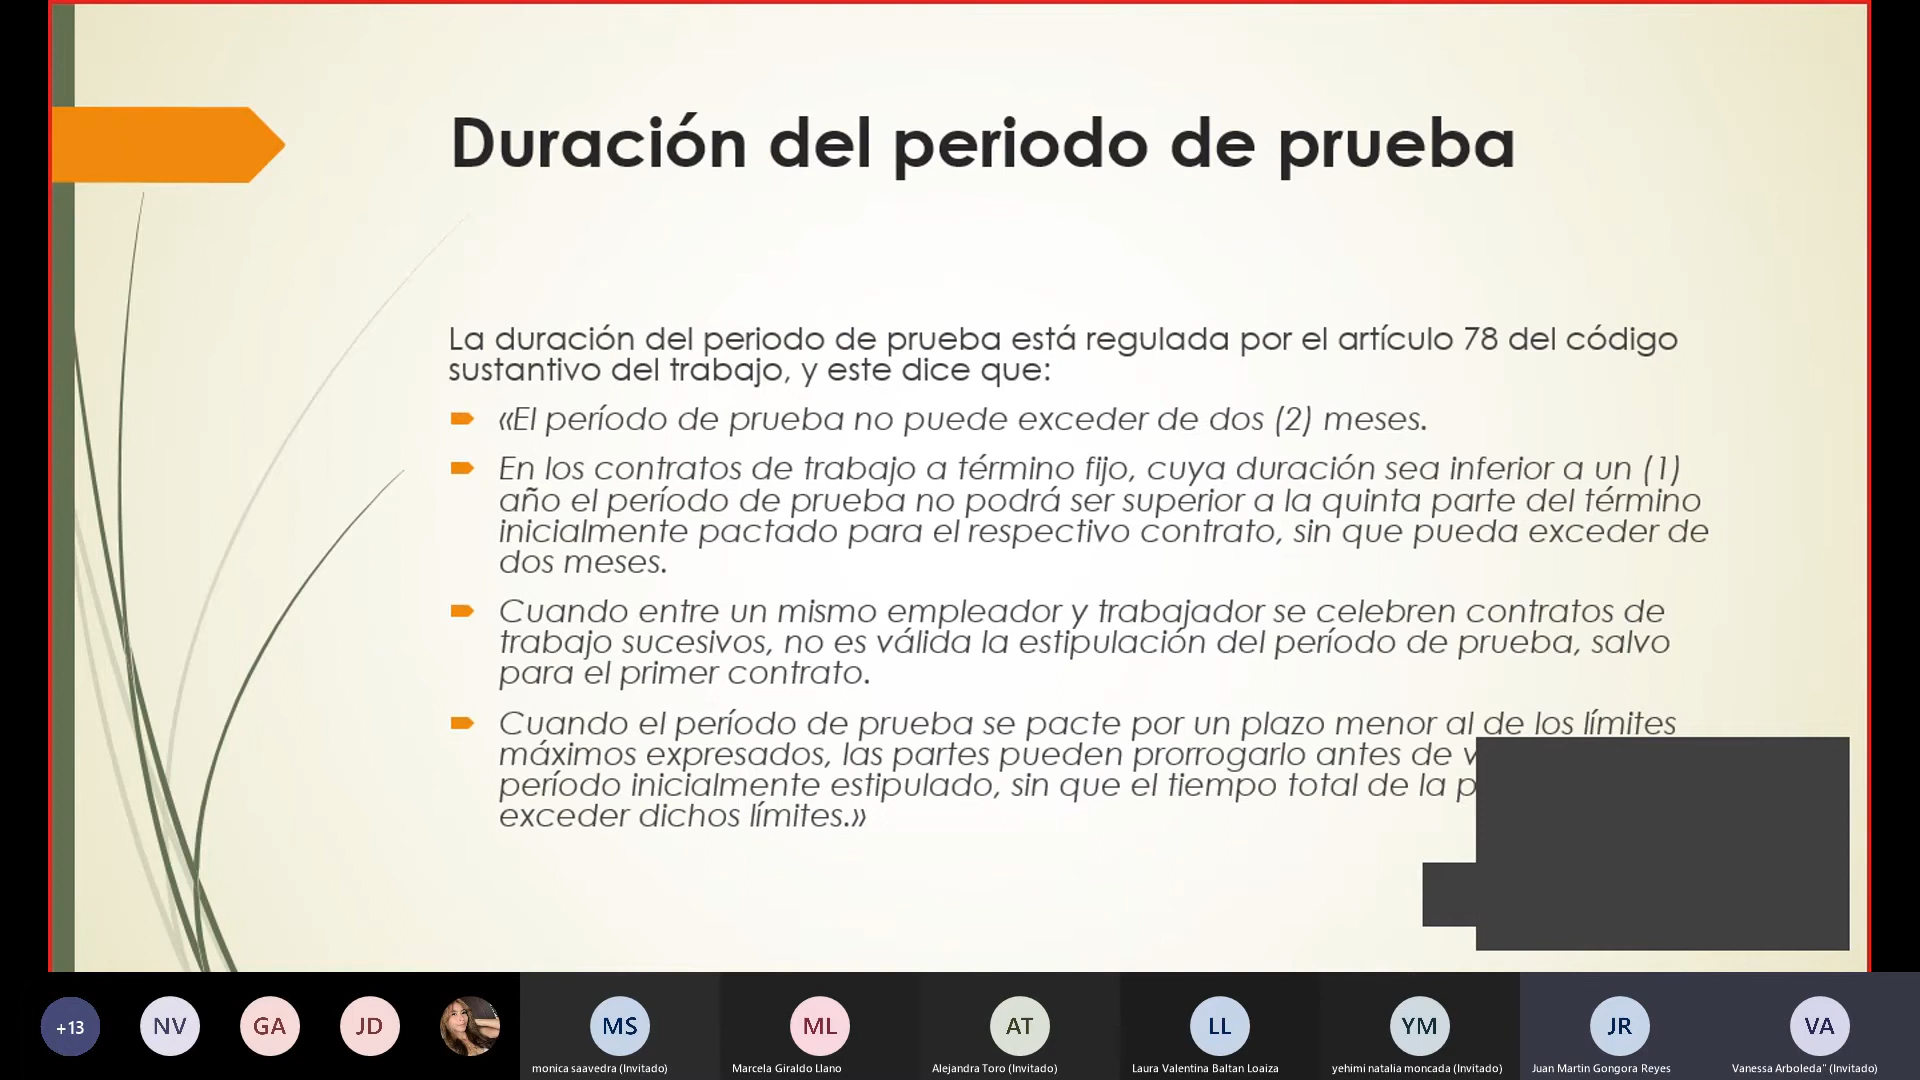 Duración del periodo de prueba
La duración del periodo de prueba está regulada por el artículo 78 del código
sustantivo del trabajo, y este dice que:
«El período de prueba no puede exceder de dos (2) meses.
En los contratos de trabajo a término fijo, cuya duración sea inferior a un (1)
año el período de prueba no podrá ser superior a la quinta parte del término
inicialmente pactado para el respectivo contrato, sin que pueda exceder de
dos meses.
Cuando entre un mismo empleador y trabajador se celebren contratos de
trabajo sucesivos, no es válida la estipulación del período de prueba, salvo
para el primer contrato.
Cuando el período de prueba se pacte por un plazo menor al de los límites
máximos expresados, las partes pueden prorrogarlo antes de
período inicialmente estipulado, sin que el tiempo total de la
exceder dichos límites.»
+13 NV GA JD MS ML AT LL YM JR VA
monica saavedra (Invitado) Marcela Giraldo Llano Alejandra Toro (Invitado) Laura Valentina Baltan Loaiza yehimi natalia moncada (Invitado) Juan Martin Gongora Reyes Vanessa Arboleda" (Invitado)